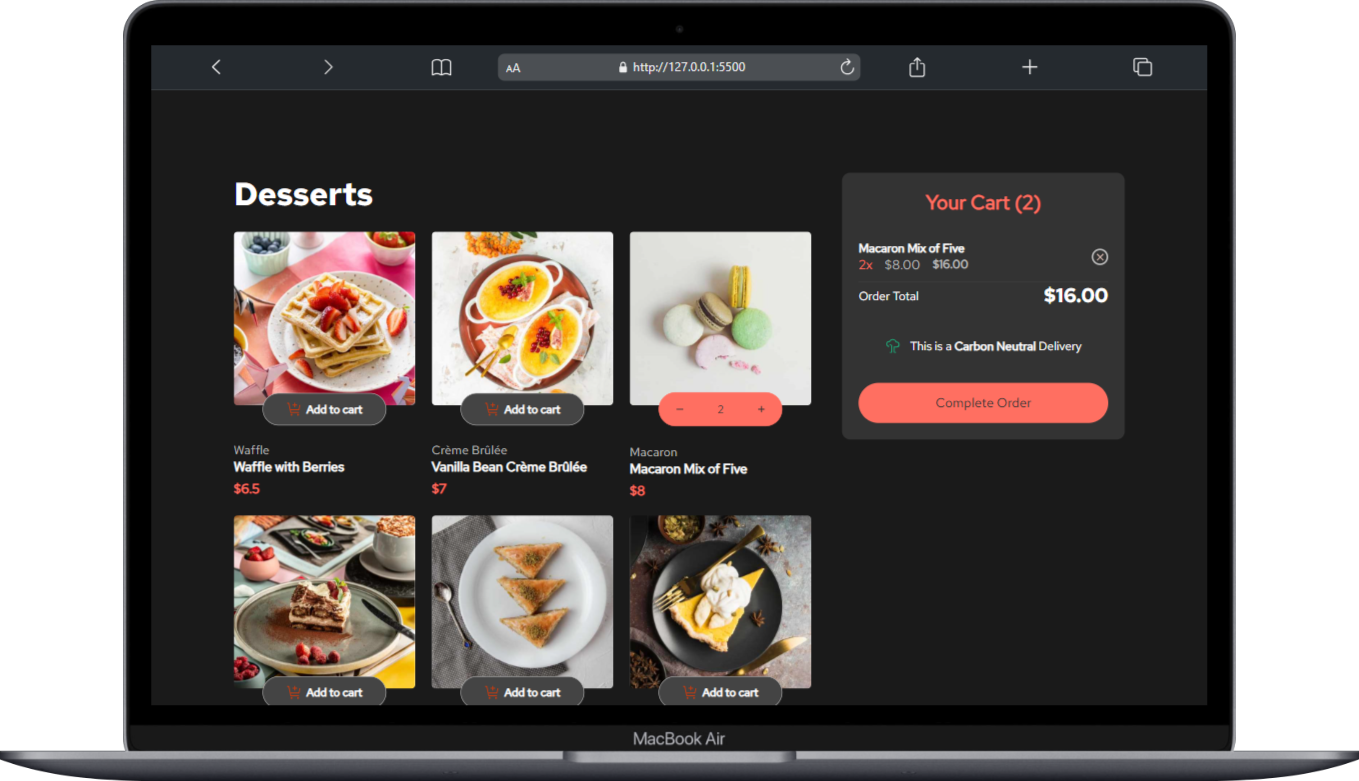 AA
http://127.0.0.1:5500
Desserts
Add to cart
Add to cart
− 2 +
Waffle
Waffle with Berries
$6.5
Crème Brûlée
Vanilla Bean Crème Brûlée
$7
Macaron
Macaron Mix of Five
$8
Add to cart
Add to cart
Add to cart
Your Cart (2)
Macaron Mix of Five
2x $8.00 $16.00
Order Total $16.00
This is a Carbon Neutral Delivery
Complete Order
MacBook Air